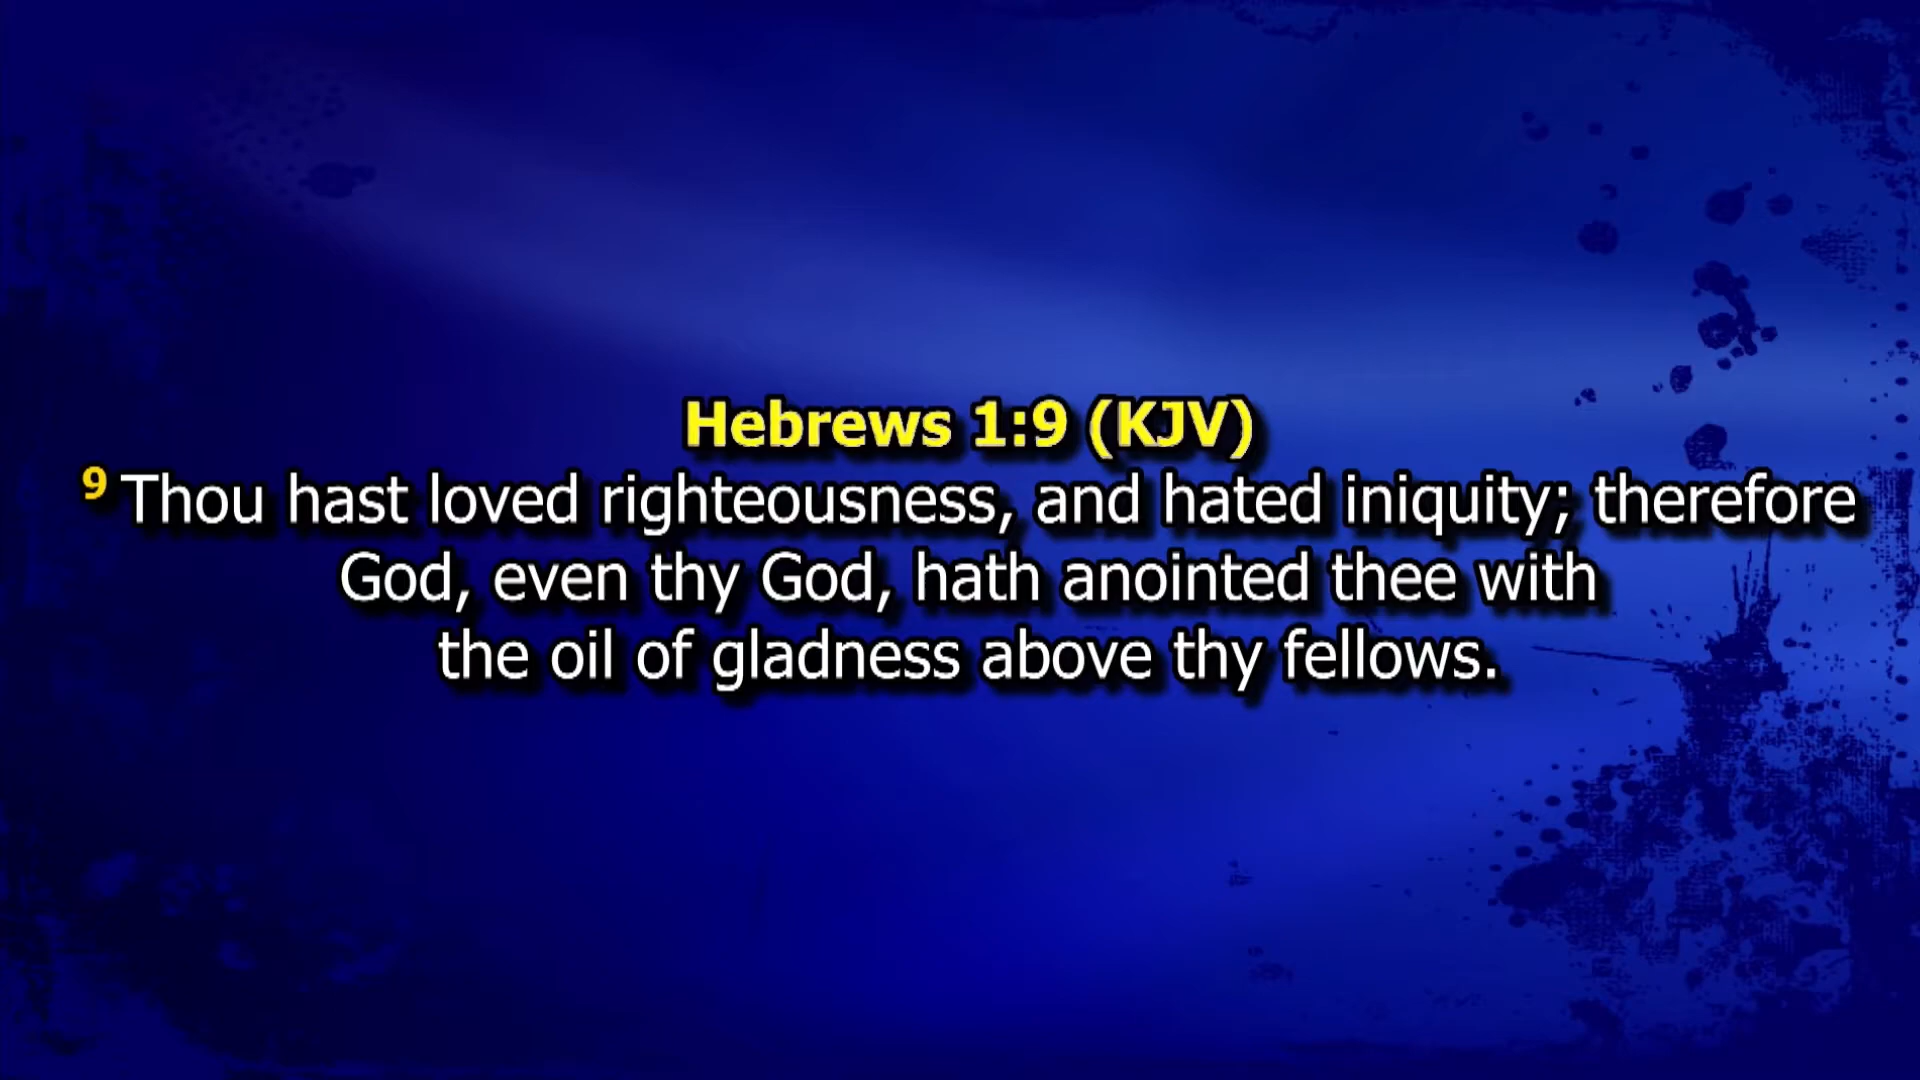 Hebrews 1:9 (KJV)
9 Thou hast loved righteousness, and hated iniquity; therefore
God, even thy God, hath anointed thee with
the oil of gladness above thy fellows.